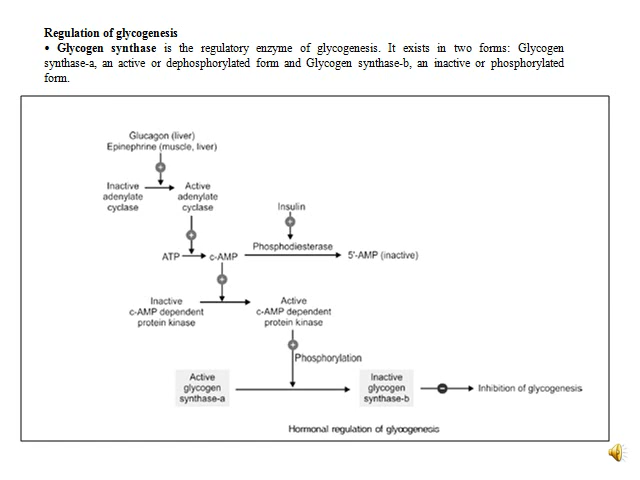 Regulation of glycogenesis
• Glycogen synthase is the regulatory enzyme of glycogenesis. It exists in two forms: Glycogen
synthase-a, an active or dephosphorylated form and Glycogen synthase-b, an inactive or phosphorylated
form.
Glucagon (liver)
Epinephrine (muscle, liver)
Inactive
adenylate
cyclase
Active
adenylate
cyclase
Insulin
Phosphodiesterase
ATP
c-AMP
5'-AMP (inactive)
Inactive
c-AMP dependent
protein kinase
Active
c-AMP dependent
protein kinase
Phosphorylation
Active
glycogen
synthase-a
Inactive
glycogen
synthase-b
Inhibition of glycogenesis
Hormonal regulation of glycogenesis